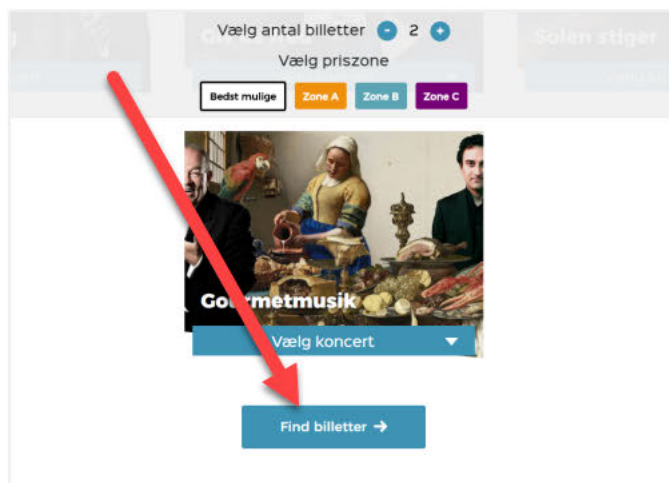 Vælg antal billetter - 2 +
Solen stiger
Vælg priszone
Bedst mulige Zone A Zone B Zone C
Gourmetmusik
Vælg koncert
Find billetter →